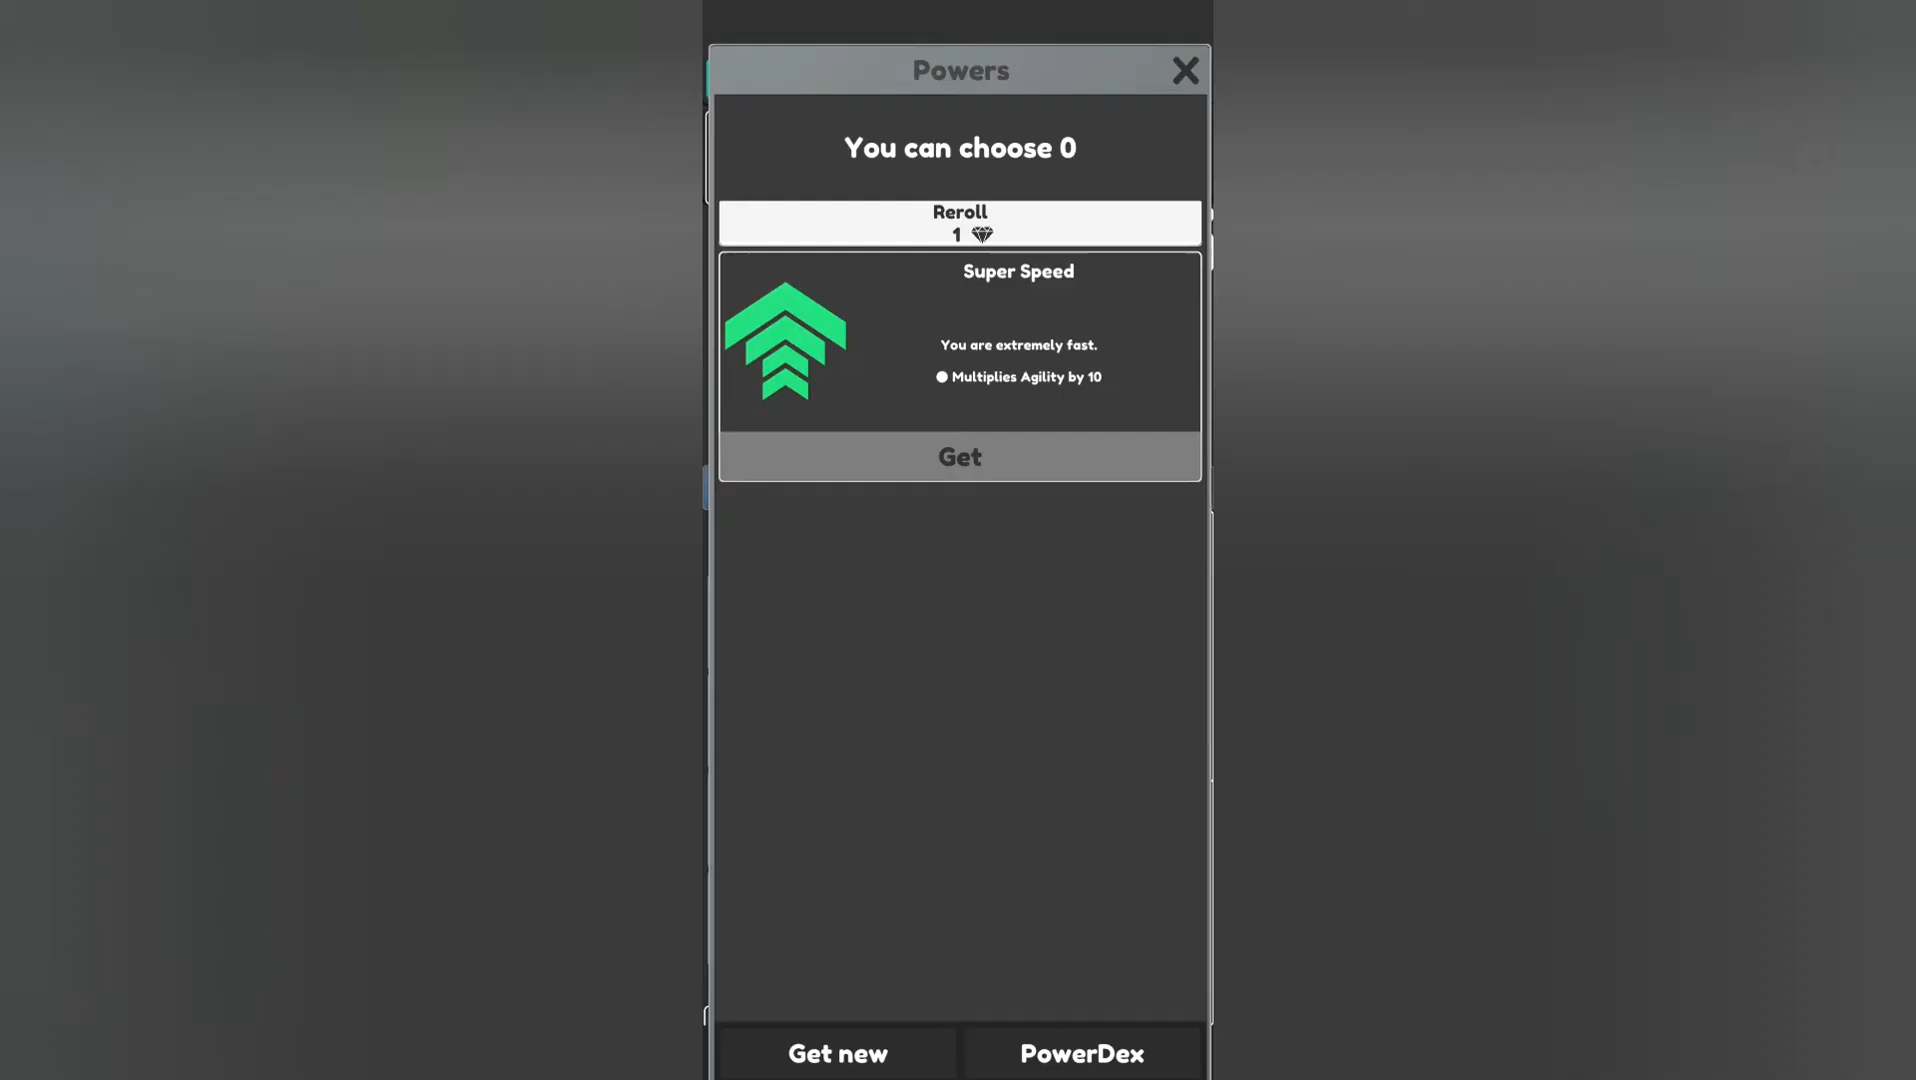 Powers
You can choose 0
Reroll
1
Super Speed
You are extremely fast.
Multiplies Agility by 10
Get
Get new
PowerDex